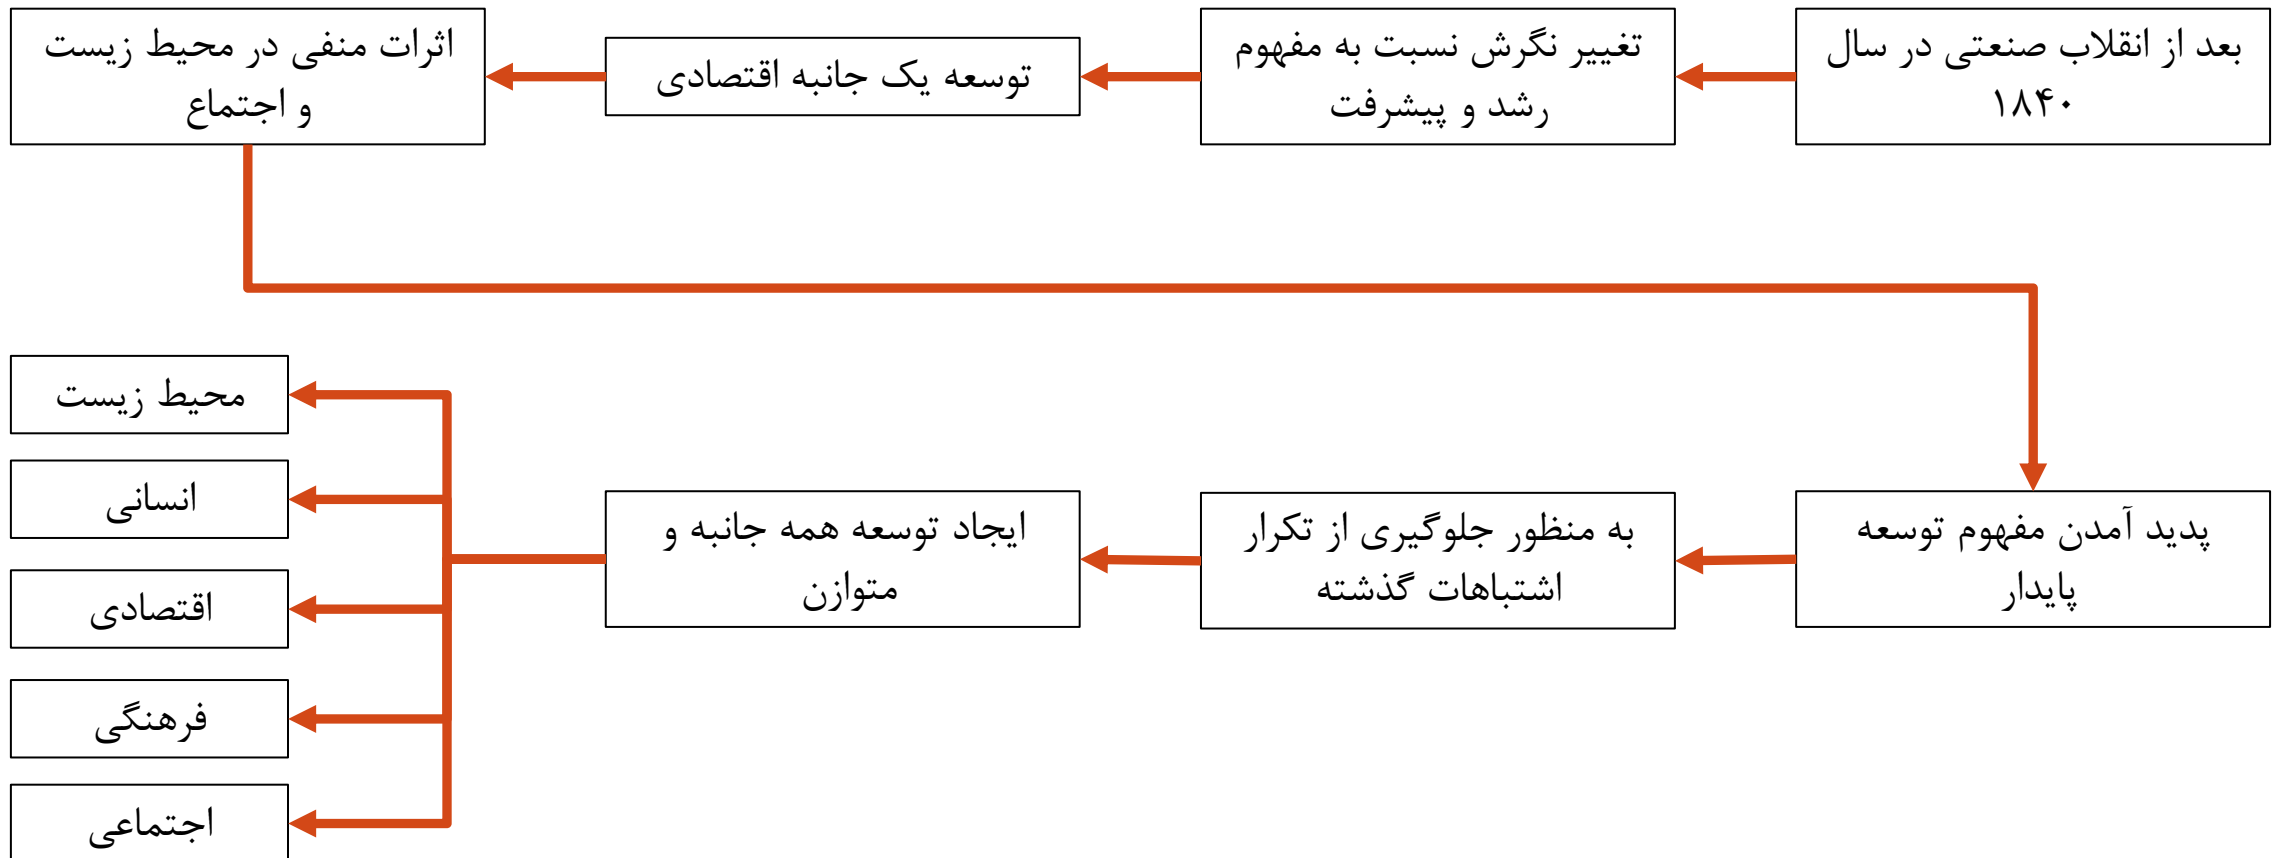 بعد از انقلاب صنعتی در سال
۱۸۴۰
تغییر نگرش نسبت به مفهوم
رشد و پیشرفت
توسعه یک جانبه اقتصادی
اثرات منفی در محیط زیست
و اجتماع
پدید آمدن مفهوم توسعه
پایدار
به منظور جلوگیری از تکرار
اشتباهات گذشته
ایجاد توسعه همه جانبه و
متوازن
محیط زیست
انسانی
اقتصادی
فرهنگی
اجتماعی